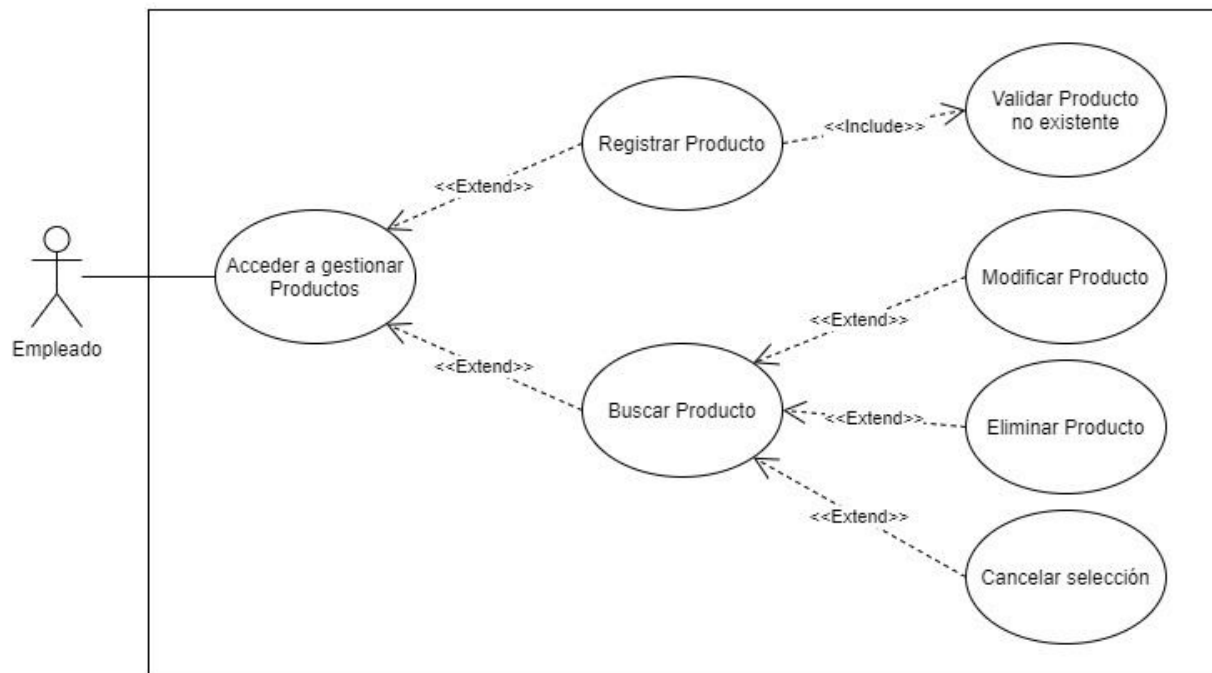 Validar Producto
no existente
<<Include>>
Registrar Producto
<<Extend>>
Acceder a gestionar
Productos
Modificar Producto
<<Extend>>
Empleado
<<Extend>>
Buscar Producto
<<Extend>>
Eliminar Producto
<<Extend>>
Cancelar selección